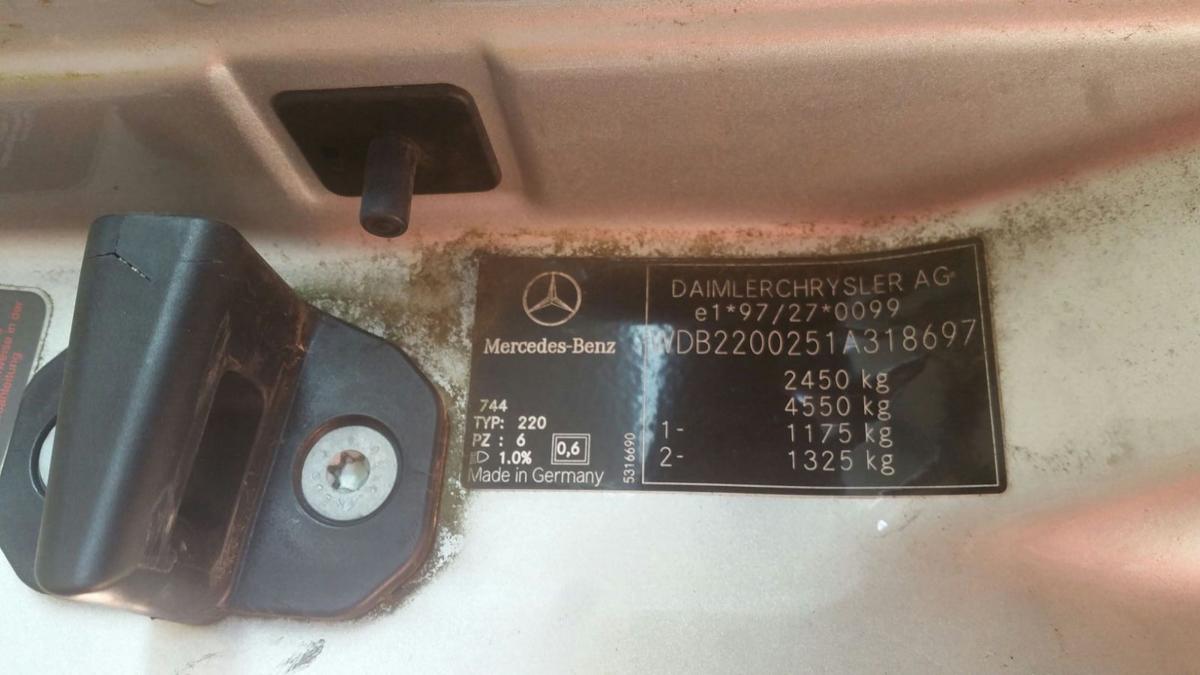 Mercedes-Benz
744
TYP: 220
PZ : 6
1.0%
0,6
Made in Germany
5316690
DAIMLERCHRYSLER AG
e1*97/27*0099
WDB2200251A318697
2450 kg
4550 kg
1- 1175 kg
2- 1325 kg